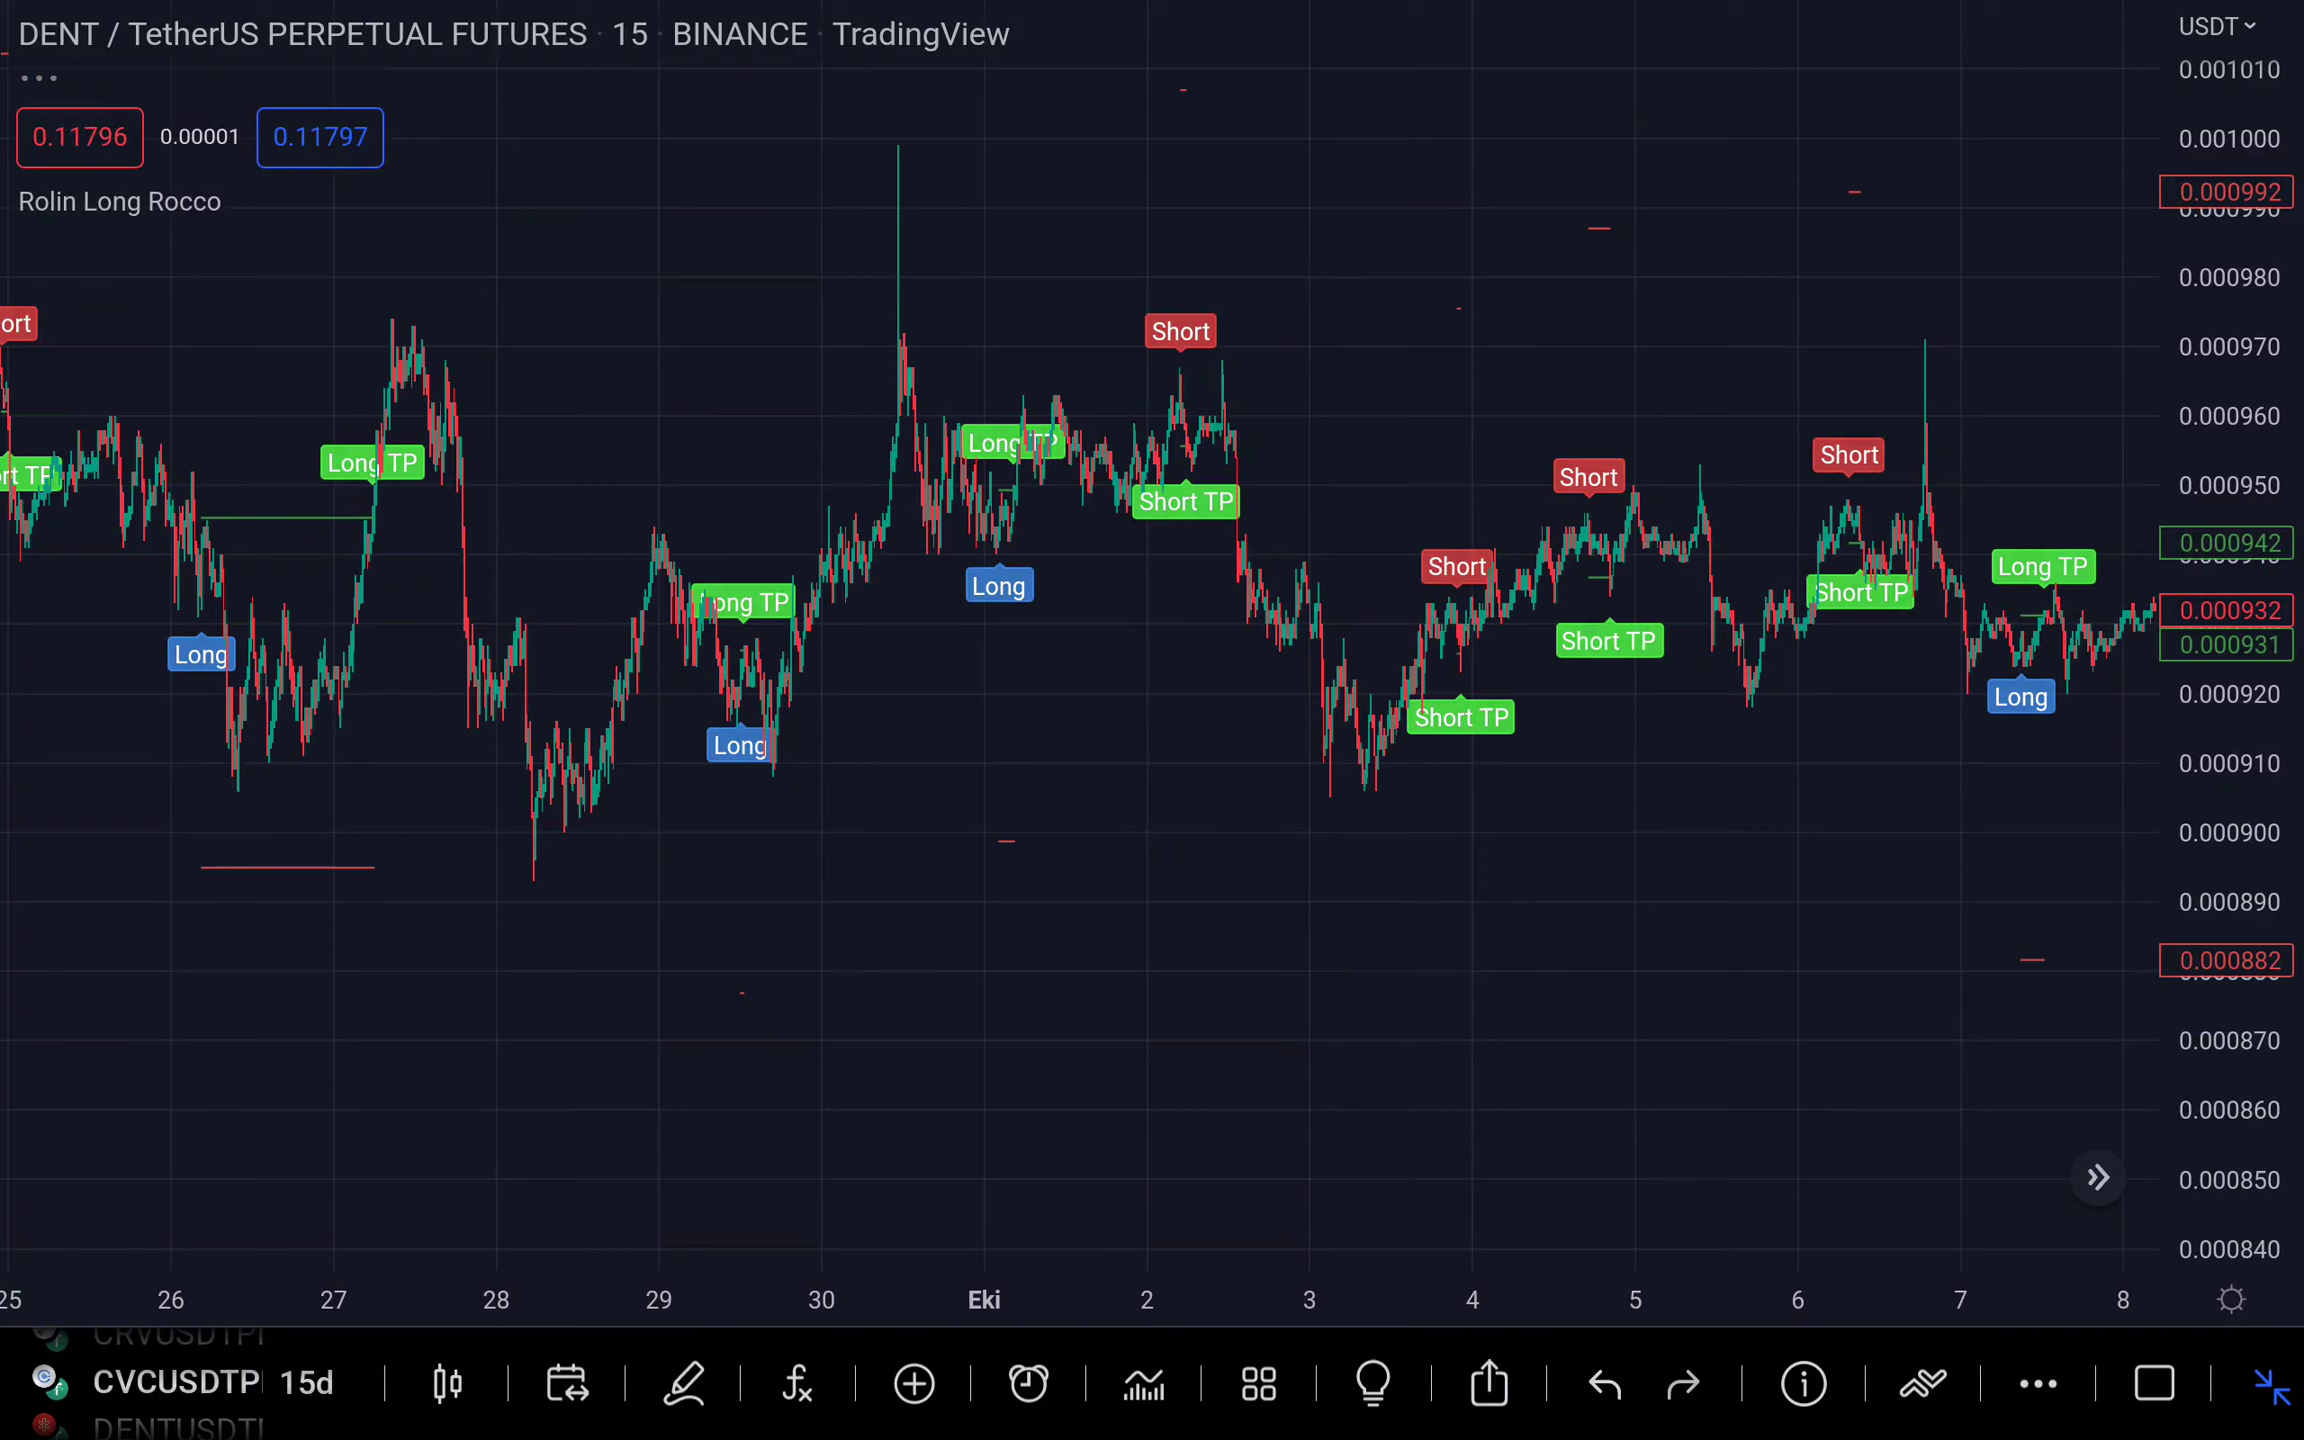 DENT / TetherUS PERPETUAL FUTURES · 15 · BINANCE · TradingView
USDT
0.11796 0.00001 0.11797
Rolin Long Rocco
0.001010
0.001000
0.000992
0.000980
0.000970
0.000960
0.000950
0.000942
0.000932
0.000931
0.000920
0.000910
0.000900
0.000890
0.000882
0.000870
0.000860
0.000850
0.000840
ort
rt TP
Long
Long TP
Long TP
Long
Long TP
Long
Short
Short TP
Short
Short TP
Short
Short TP
Short
Short TP
Long TP
Long
25 26 27 28 29 30 Eki 2 3 4 5 6 7 8
CRVUSDTP
CVCUSDTP 15d
DENTUSDT